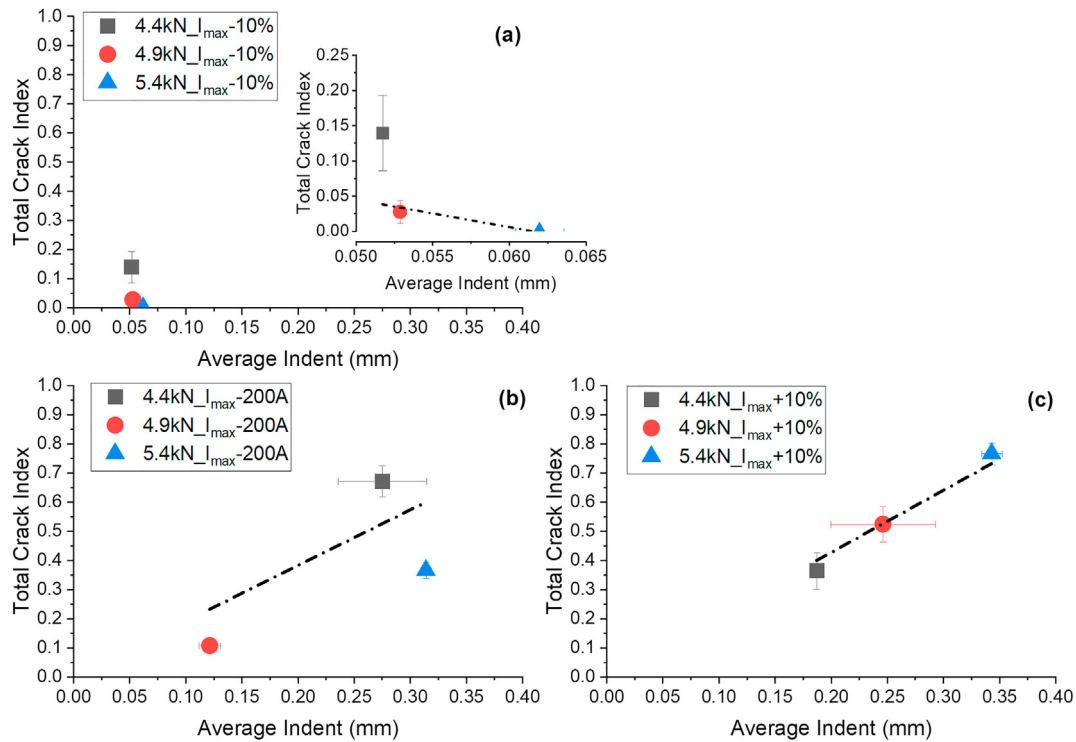 4.4kN_Imax-10%
4.9kN_Imax-10%
5.4kN_Imax-10%
(a)
Total Crack Index
1.0
0.9
0.8
0.7
0.6
0.5
0.4
0.3
0.2
0.1
0.0
0.00 0.05 0.10 0.15 0.20 0.25 0.30 0.35 0.40
Average Indent (mm)
Total Crack Index
0.25
0.20
0.15
0.10
0.05
0.00
0.050 0.055 0.060 0.065
Average Indent (mm)
4.4kN_Imax-200A
4.9kN_Imax-200A
5.4kN_Imax-200A
(b)
Total Crack Index
1.0
0.9
0.8
0.7
0.6
0.5
0.4
0.3
0.2
0.1
0.0
0.00 0.05 0.10 0.15 0.20 0.25 0.30 0.35 0.40
Average Indent (mm)
4.4kN_Imax+10%
4.9kN_Imax+10%
5.4kN_Imax+10%
(c)
Total Crack Index
1.0
0.9
0.8
0.7
0.6
0.5
0.4
0.3
0.2
0.1
0.0
0.00 0.05 0.10 0.15 0.20 0.25 0.30 0.35 0.40
Average Indent (mm)